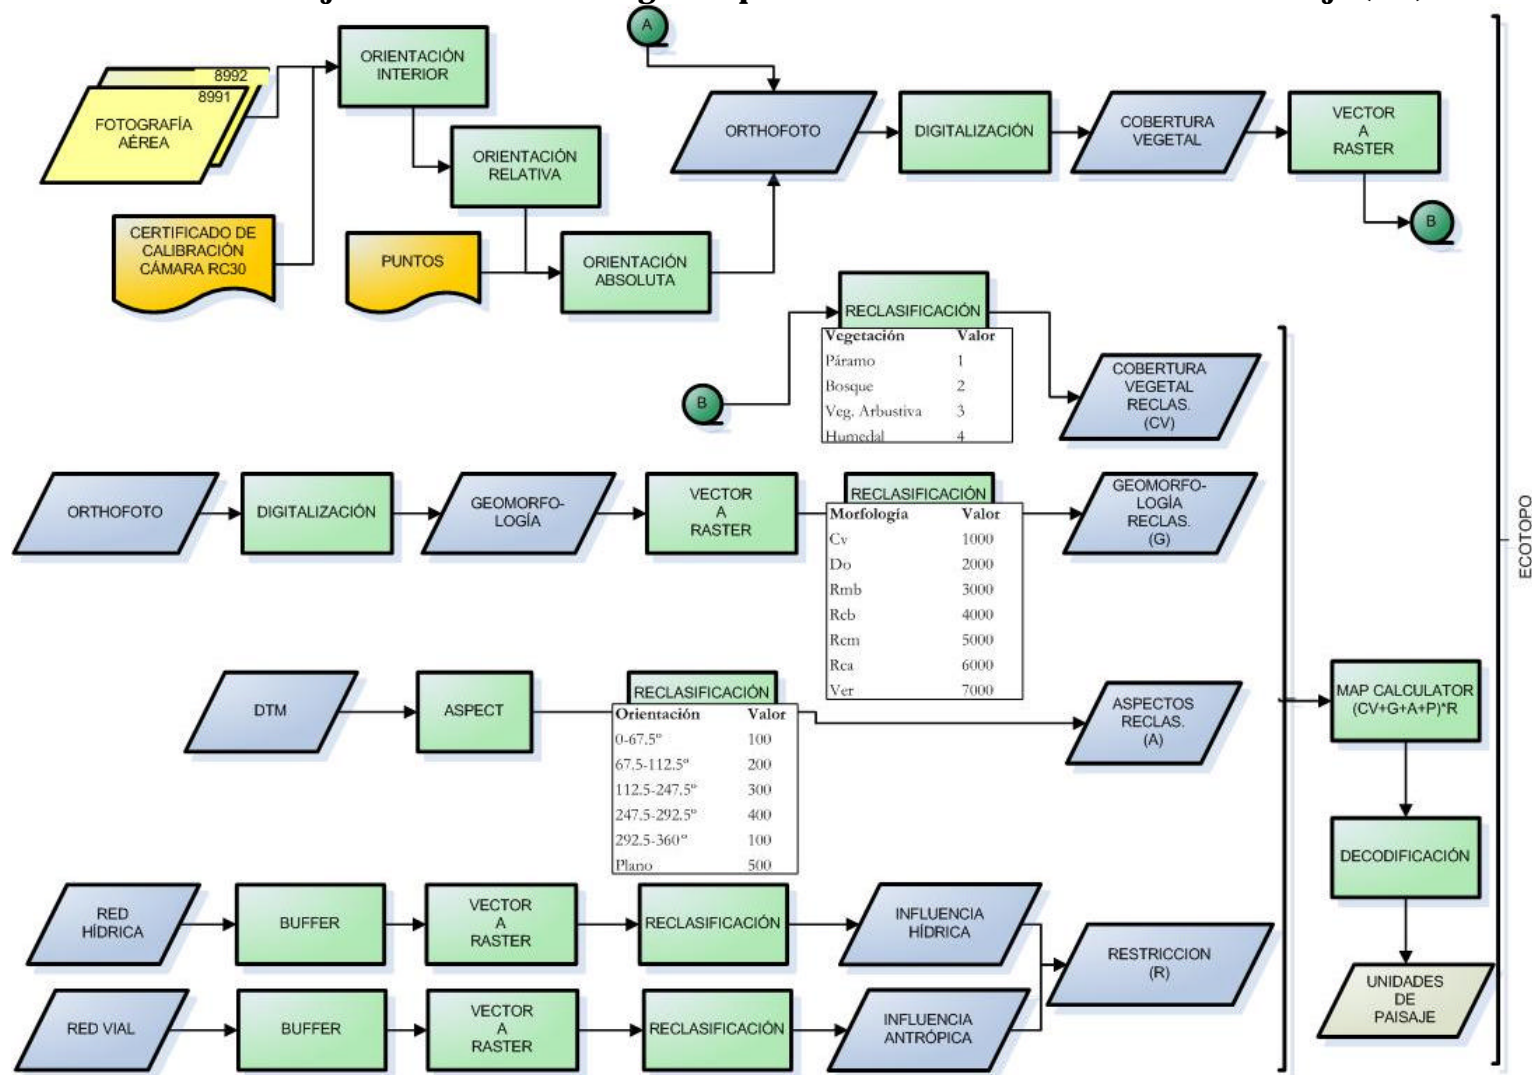 8992
8991
FOTOGRAFÍA
AÉREA
ORIENTACIÓN
INTERIOR
A
ORTHOFOTO
DIGITALIZACIÓN
COBERTURA
VEGETAL
VECTOR
A
RASTER
B
ORIENTACIÓN
RELATIVA
CERTIFICADO DE
CALIBRACIÓN
CÁMARA RC30
PUNTOS
ORIENTACIÓN
ABSOLUTA
B
RECLASIFICACIÓN
Vegetación Valor
Páramo 1
Bosque 2
Veg. Arbustiva 3
Humedal 4
COBERTURA
VEGETAL
RECLAS.
(CV)
ORTHOFOTO
DIGITALIZACIÓN
GEOMORFO-
LOGÍA
VECTOR
A
RASTER
RECLASIFICACIÓN
Morfología Valor
Cv 1000
Do 2000
Rmb 3000
Rcb 4000
Rcm 5000
Rca 6000
Ver 7000
GEOMORFO-
LOGÍA
RECLAS.
(G)
DTM
ASPECT
RECLASIFICACIÓN
Orientación Valor
0-67.5° 100
67.5-112.5° 200
112.5-247.5° 300
247.5-292.5° 400
292.5-360° 100
Plano 500
ASPECTOS
RECLAS.
(A)
RED
HÍDRICA
BUFFER
VECTOR
A
RASTER
RECLASIFICACIÓN
INFLUENCIA
HÍDRICA
RED VIAL
BUFFER
VECTOR
A
RASTER
RECLASIFICACIÓN
INFLUENCIA
ANTRÓPICA
RESTRICCION
(R)
MAP CALCULATOR
(CV+G+A+P)*R
DECODIFICACIÓN
UNIDADES
DE
PAISAJE
ECOTOPO